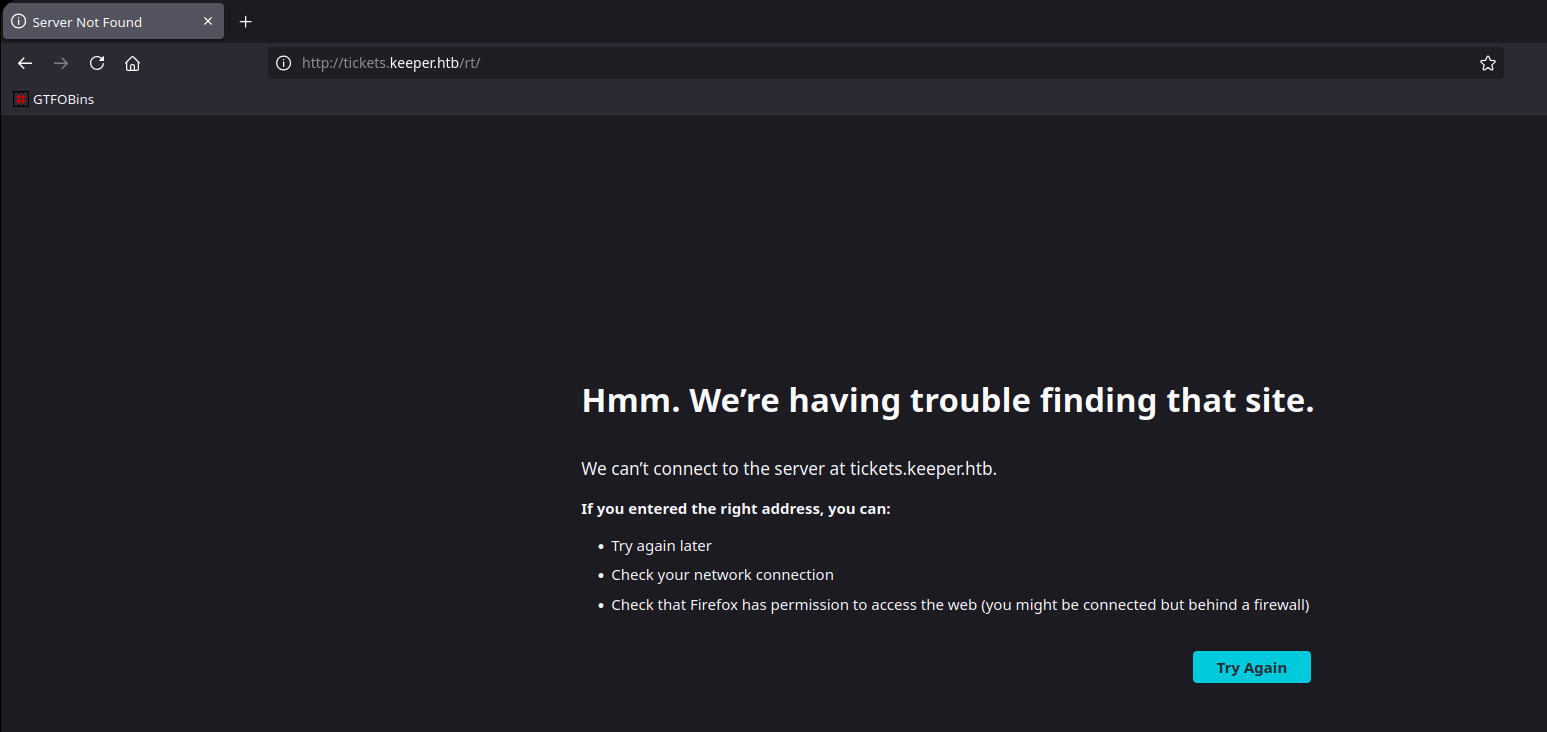 Server Not Found
http://tickets.keeper.htb/rt/
GTFOBins
Hmm. We’re having trouble finding that site.
We can’t connect to the server at tickets.keeper.htb.
If you entered the right address, you can:
• Try again later
• Check your network connection
• Check that Firefox has permission to access the web (you might be connected but behind a firewall)
Try Again